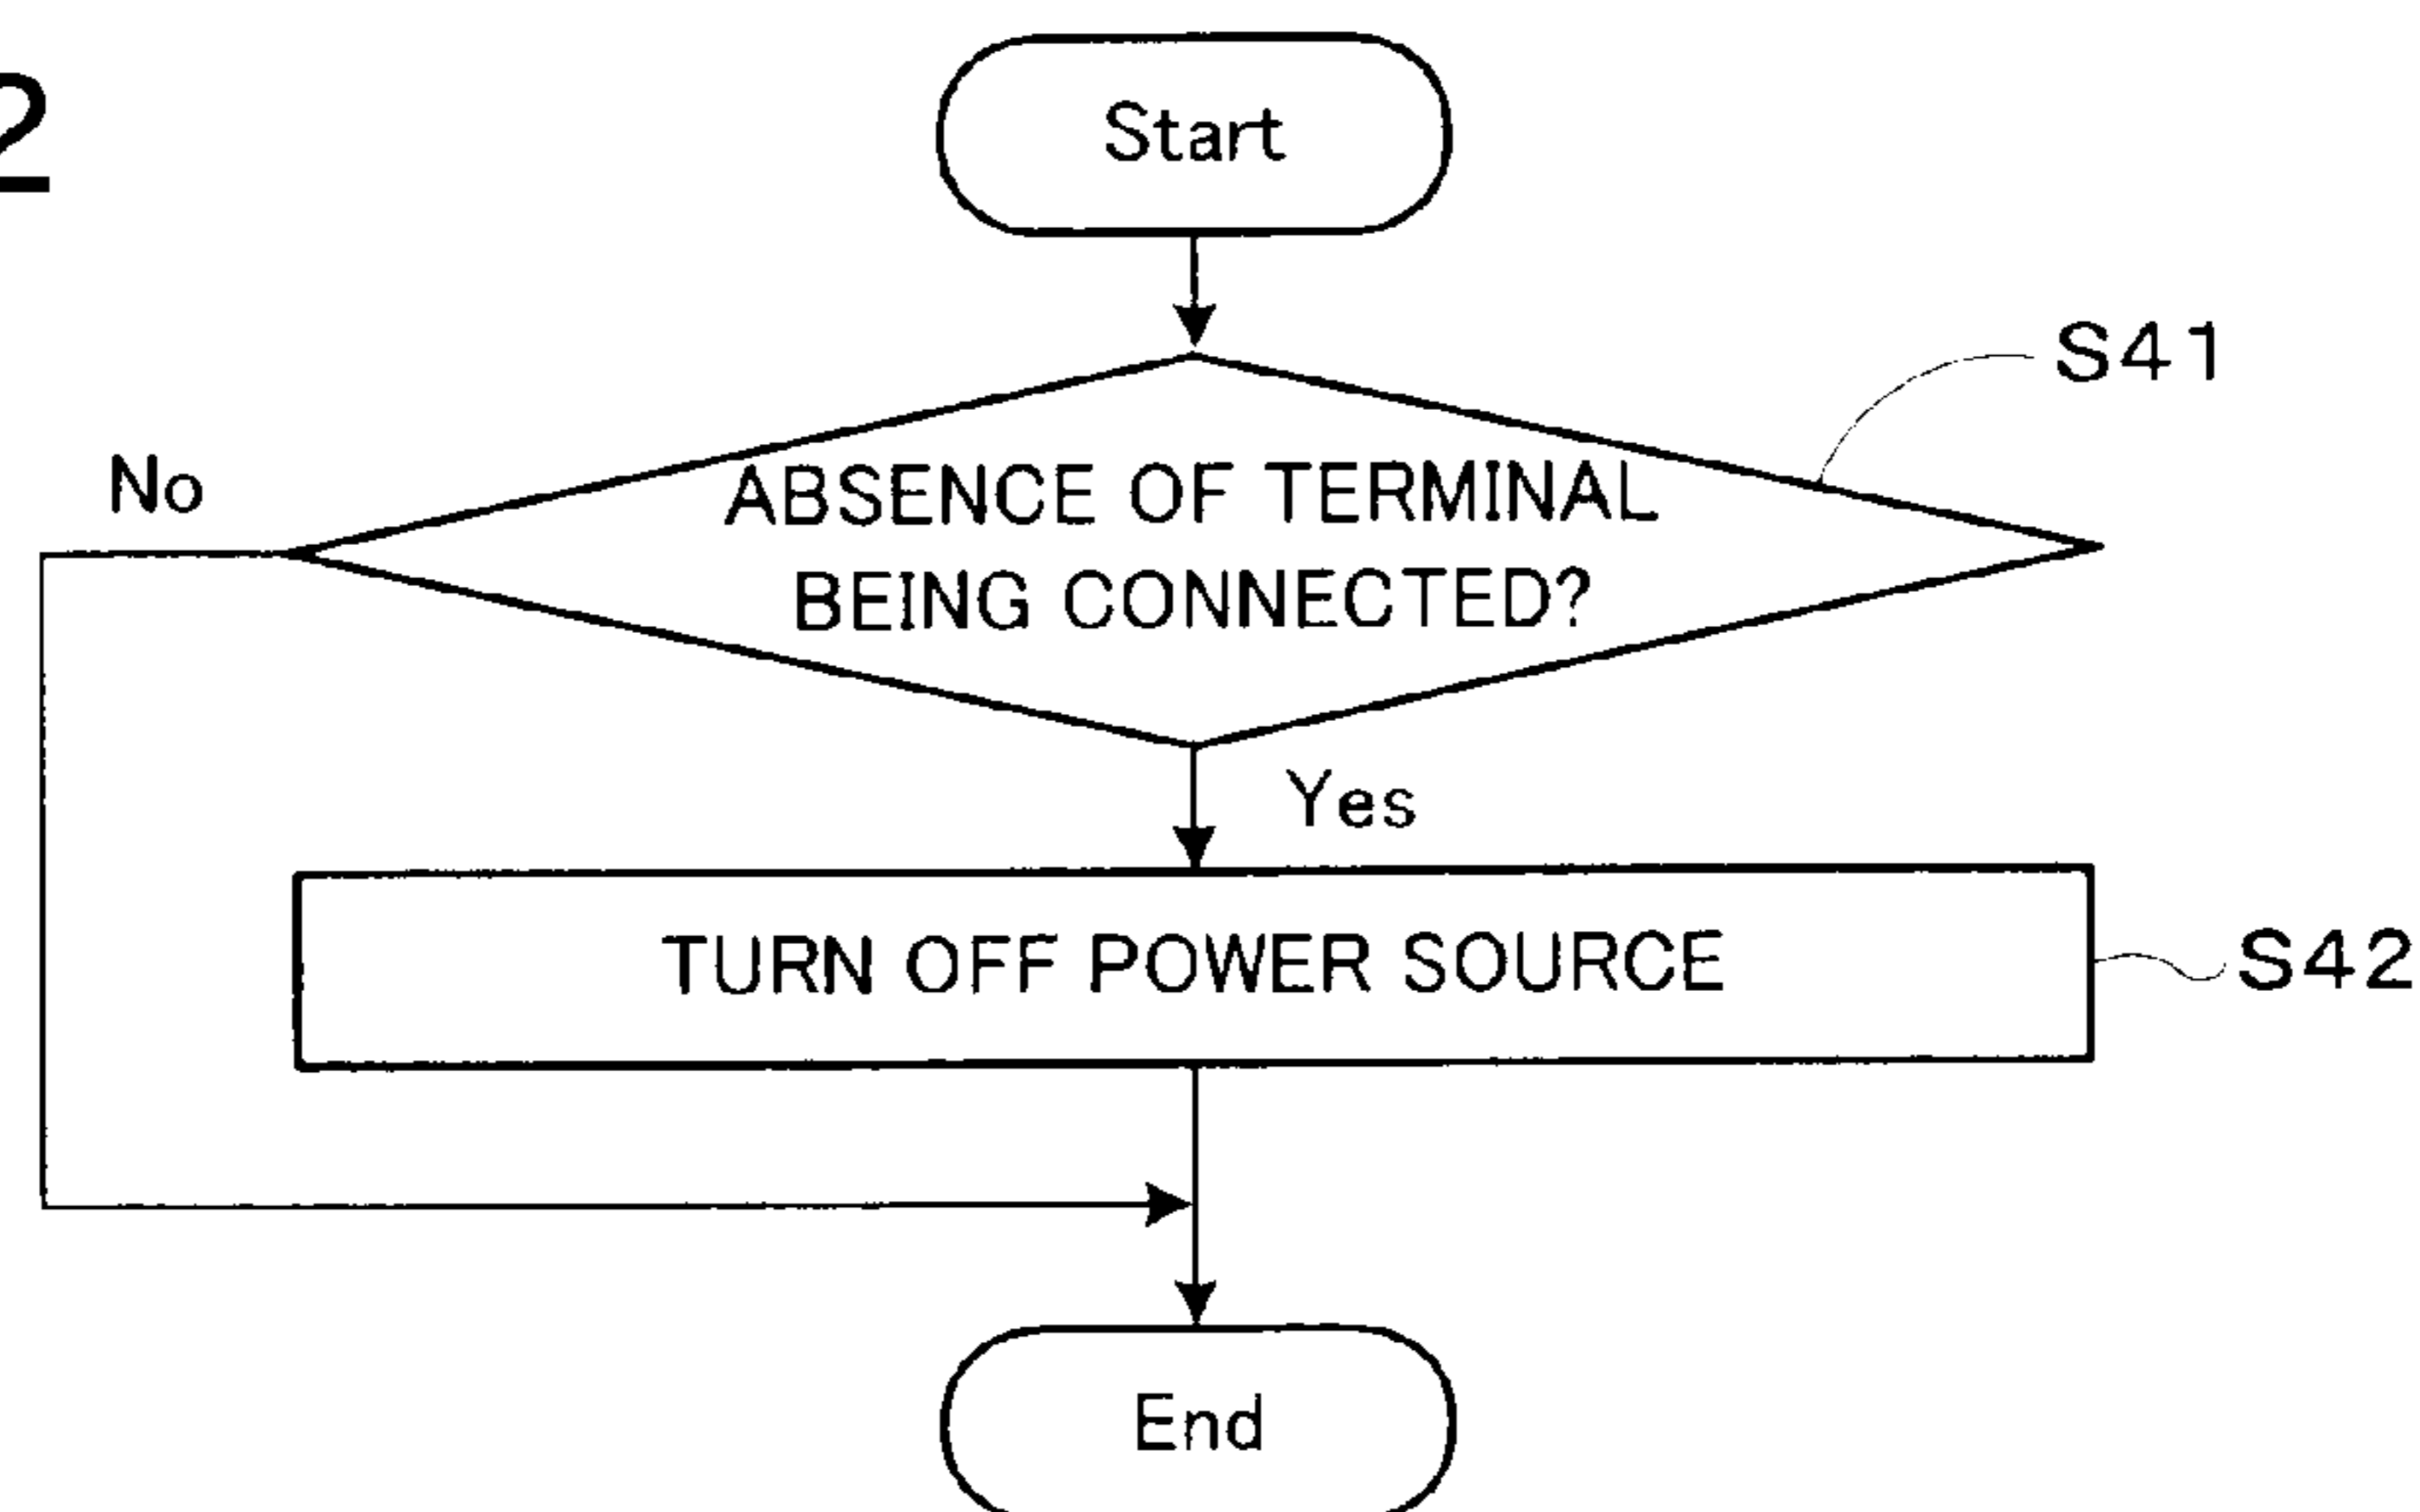 2
Start
S41
No
ABSENCE OF TERMINAL
BEING CONNECTED?
Yes
TURN OFF POWER SOURCE
S42
End